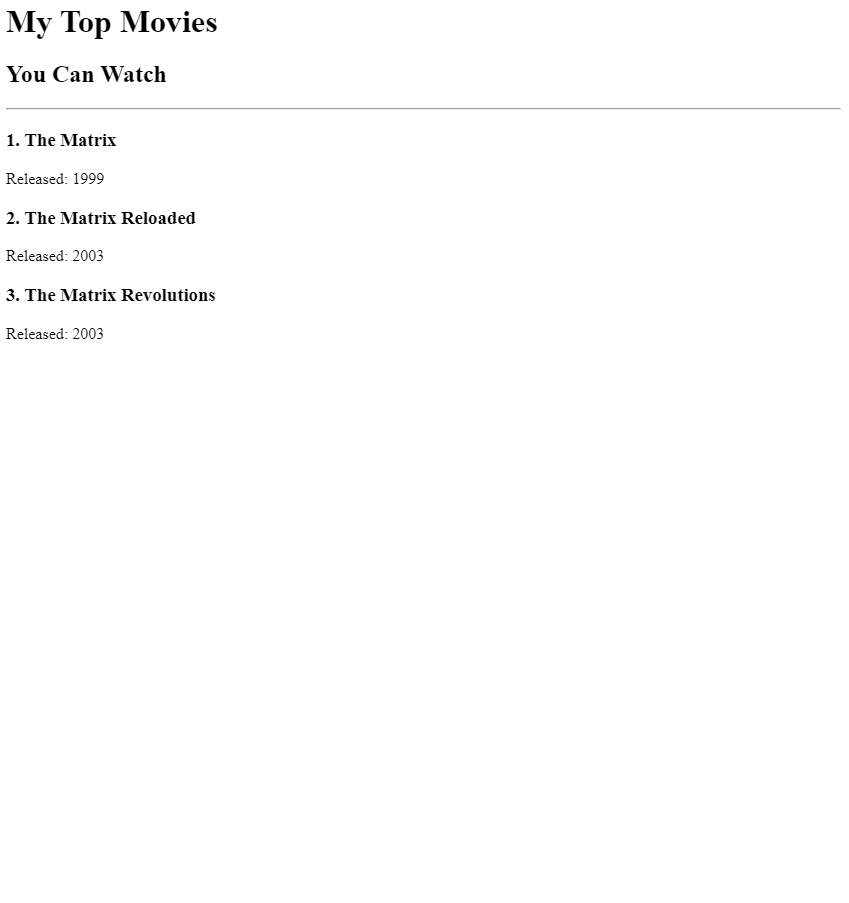 My Top Movies
You Can Watch
1. The Matrix
Released: 1999
2. The Matrix Reloaded
Released: 2003
3. The Matrix Revolutions
Released: 2003